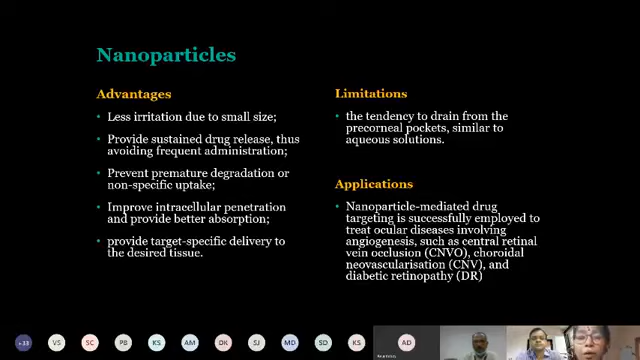 Nanoparticles
Advantages
• Less irritation due to small size;
• Provide sustained drug release, thus
avoiding frequent administration;
• Prevent premature degradation or
non-specific uptake;
• Improve intracellular penetration
and provide better absorption;
• provide target-specific delivery to
the desired tissue.
Limitations
• the tendency to drain from the
precorneal pockets, similar to
aqueous solutions.
Applications
• Nanoparticle-mediated drug
targeting is successfully employed to
treat ocular diseases involving
angiogenesis, such as central retinal
vein occlusion (CNVO), choroidal
neovascularisation (CNV), and
diabetic retinopathy (DR)
VS SC PB KS AM DK SJ MD SD KS AD